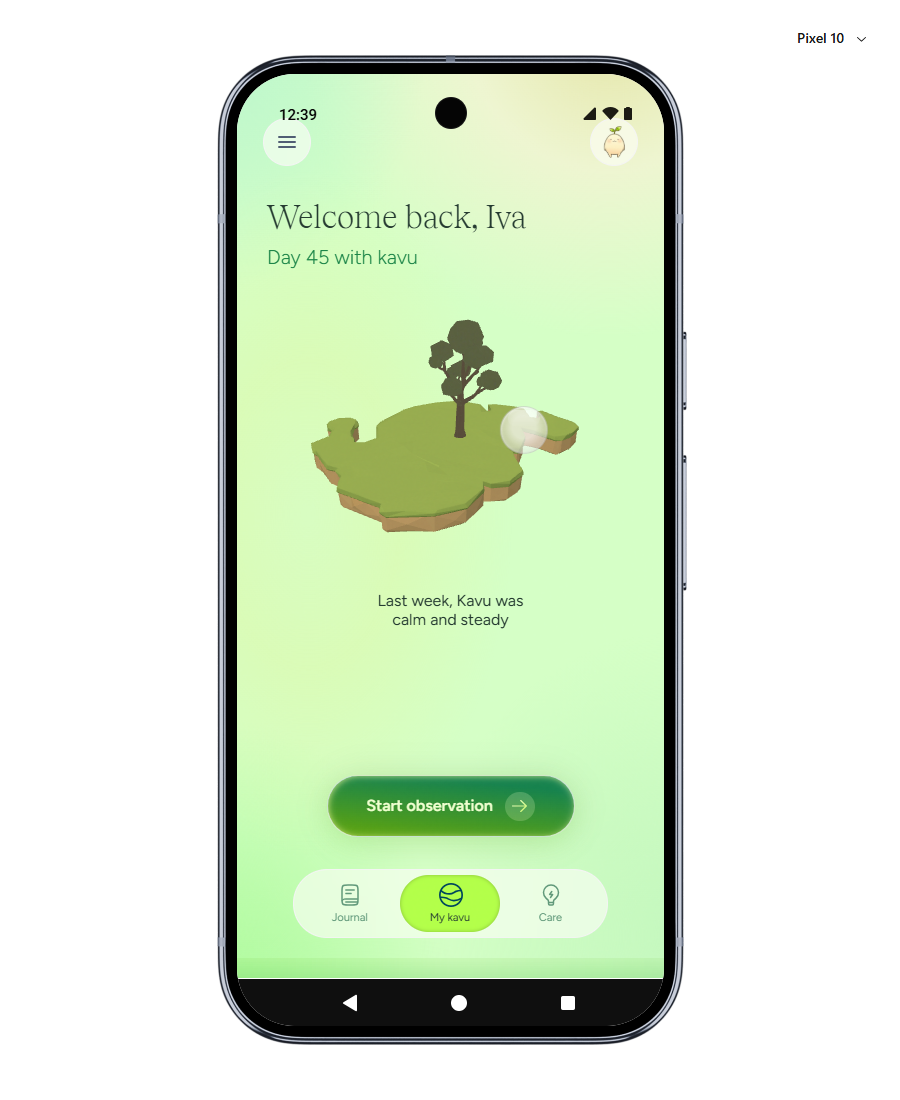 Pixel 10
12:39
Welcome back, Iva
Day 45 with kavu
Last week, Kavu was
calm and steady
Start observation
Journal
My kavu
Care